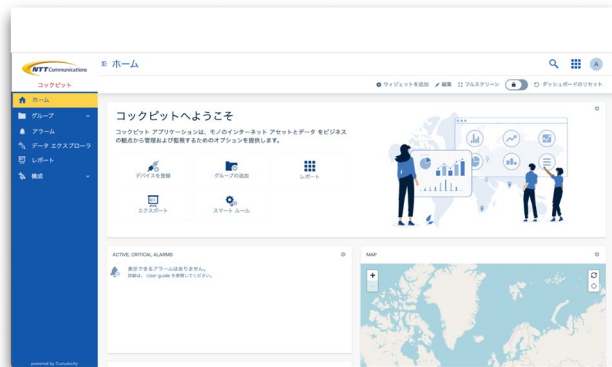 NTT Communications
コックピット
ホーム
グループ
アラーム
データ エクスプローラ
レポート
構成
powered by Cumulocity
ホーム
A
ウィジェットを追加
編集
フルスクリーン
ダッシュボードのリセット
コックピットへようこそ
コックピット アプリケーションは、モノのインターネット アセットとデータ をビジネス
の観点から管理および監視するためのオプションを提供します。
デバイスを登録
グループの追加
レポート
エクスポート
スマート ルール
ACTIVE, CRITICAL ALARMS
表示できるアラームはありません。
詳細は、 User guide を参照してください。
MAP
+